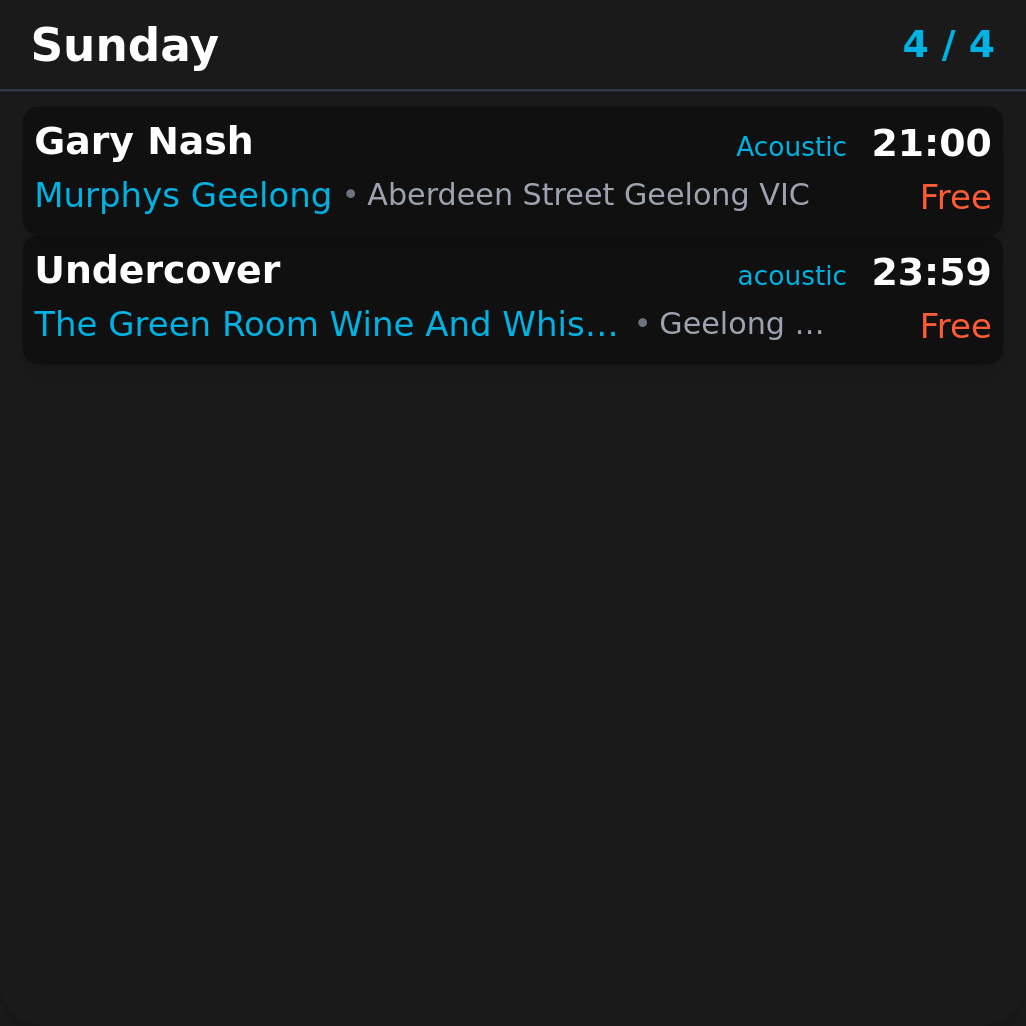 Sunday 4 / 4
Gary Nash Acoustic 21:00
Murphys Geelong • Aberdeen Street Geelong VIC Free
Undercover acoustic 23:59
The Green Room Wine And Whis... • Geelong ... Free